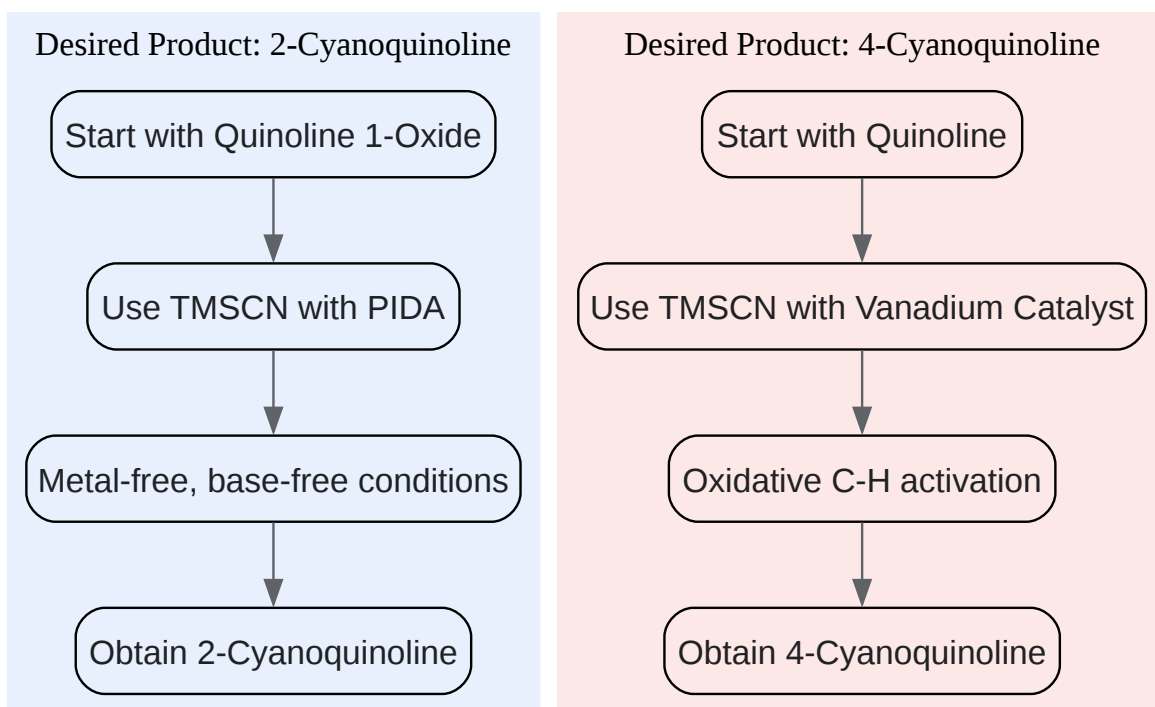 Desired Product: 2-Cyanoquinoline
Start with Quinoline 1-Oxide
Use TMSCN with PIDA
Metal-free, base-free conditions
Obtain 2-Cyanoquinoline
Desired Product: 4-Cyanoquinoline
Start with Quinoline
Use TMSCN with Vanadium Catalyst
Oxidative C-H activation
Obtain 4-Cyanoquinoline